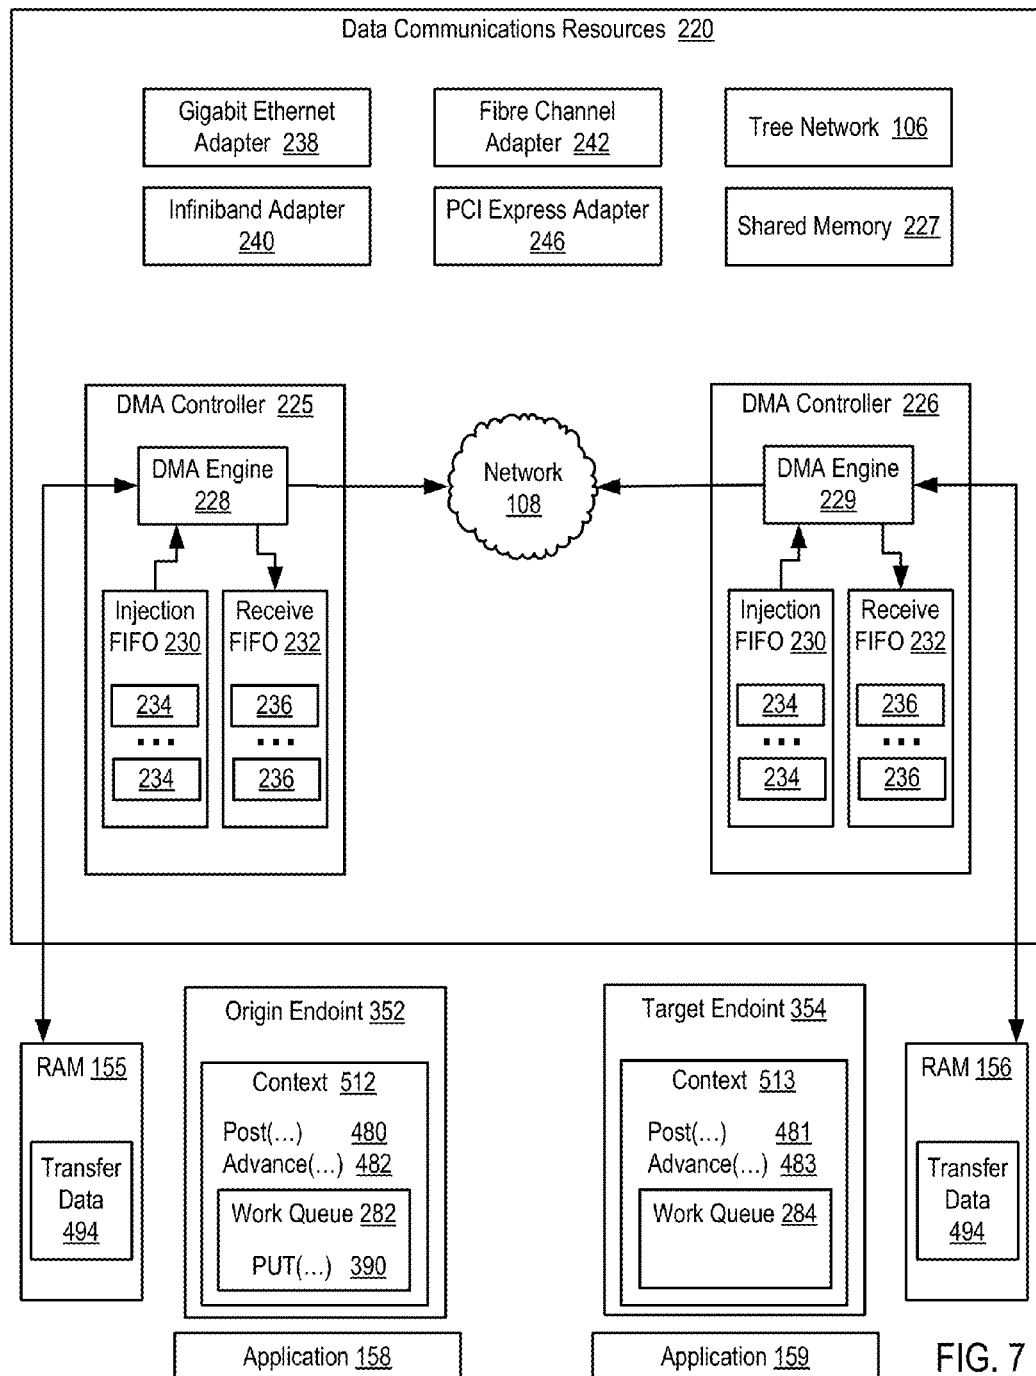 Data Communications Resources 220
Gigabit Ethernet
Adapter 238
Fibre Channel
Adapter 242
Tree Network 106
Infiniband Adapter
240
PCI Express Adapter
246
Shared Memory 227
DMA Controller 225
DMA Engine
228
Injection
FIFO 230
234
234
Receive
FIFO 232
236
236
Network
108
DMA Controller 226
DMA Engine
229
Injection
FIFO 230
234
234
Receive
FIFO 232
236
236
RAM 155
Transfer
Data
494
Origin Endoint 352
Context 512
Post(...) 480
Advance(...) 482
Work Queue 282
PUT(...) 390
Application 158
Target Endoint 354
Context 513
Post(...) 481
Advance(...) 483
Work Queue 284
Application 159
RAM 156
Transfer
Data
494
FIG. 7